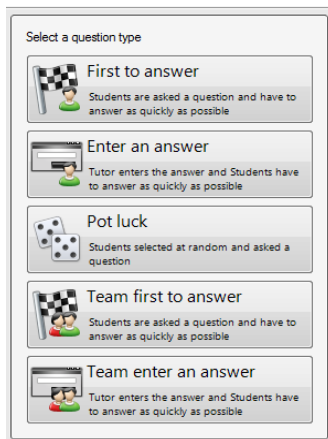 Select a question type
First to answer
Students are asked a question and have to
answer as quickly as possible
Enter an answer
Tutor enters the answer and Students have
to answer as quickly as possible
Pot luck
Students selected at random and asked a
question
Team first to answer
Students are asked a question and have to
answer as quickly as possible
Team enter an answer
Tutor enters the answer and Students have
to answer as quickly as possible